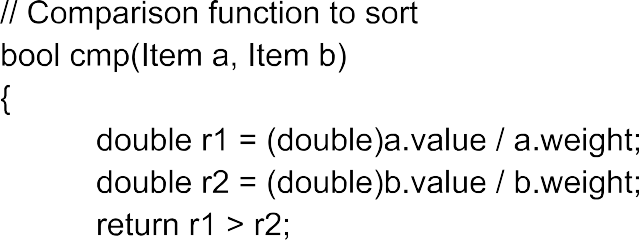 // Comparison function to sort
bool cmp(Item a, Item b)
{
double r1 = (double)a.value / a.weight;
double r2 = (double)b.value / b.weight;
return r1 > r2;